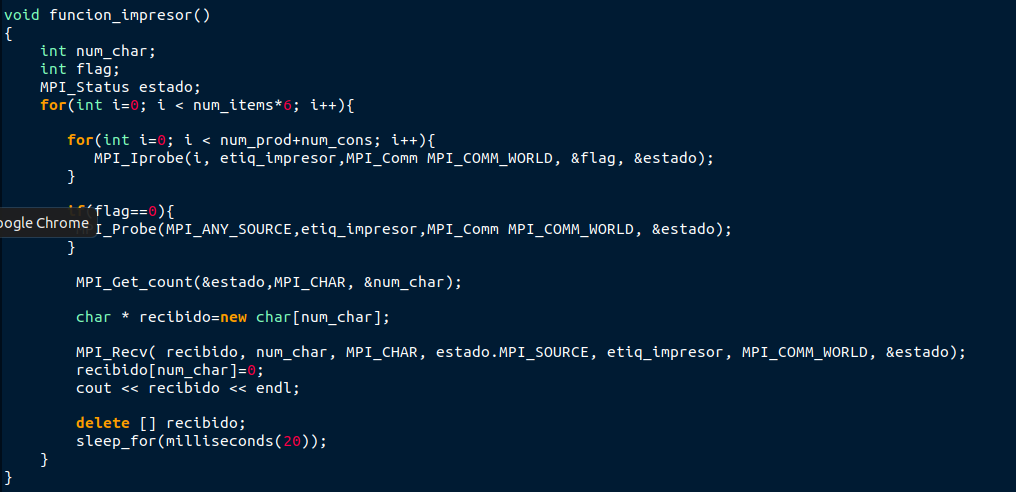 void funcion_impresor()
{
    int num_char;
    int flag;
    MPI_Status estado;
    for(int i=0; i < num_items*6; i++){

       for(int i=0; i < num_prod+num_cons; i++){
          MPI_Iprobe(i, etiq_impresor,MPI_Comm MPI_COMM_WORLD, &flag, &estado);
       }

       if(flag==0){
oogle Chrome
I_Probe(MPI_ANY_SOURCE,etiq_impresor,MPI_Comm MPI_COMM_WORLD, &estado);
       }

        MPI_Get_count(&estado,MPI_CHAR, &num_char);

        char * recibido=new char[num_char];

        MPI_Recv( recibido, num_char, MPI_CHAR, estado.MPI_SOURCE, etiq_impresor, MPI_COMM_WORLD, &estado);
        recibido[num_char]=0;
        cout << recibido << endl;

        delete [] recibido;
        sleep_for(milliseconds(20));
    }
}